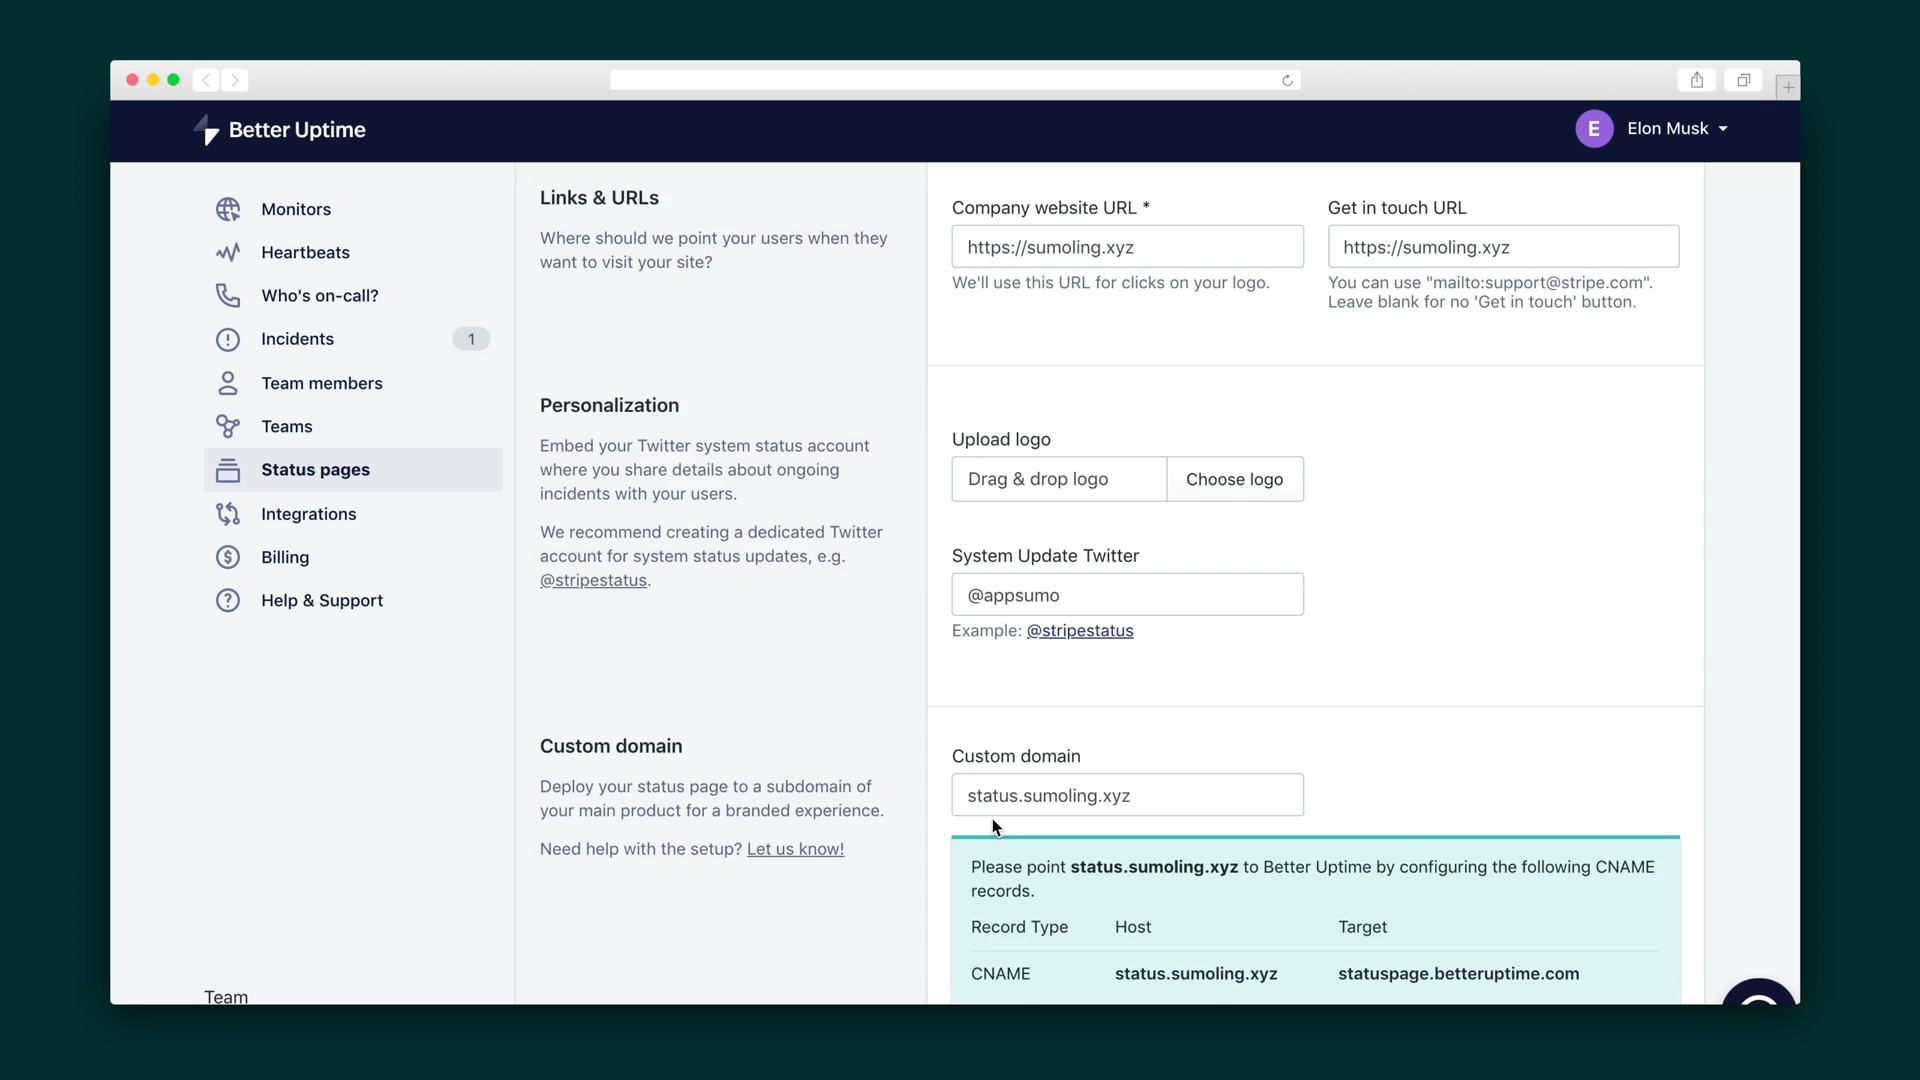 Better Uptime
E
Elon Musk
Monitors
Heartbeats
Who's on-call?
Incidents
1
Team members
Teams
Status pages
Integrations
Billing
Help & Support
Team
Links & URLs
Where should we point your users when they
want to visit your site?
Company website URL *
https://sumoling.xyz
We'll use this URL for clicks on your logo.
Get in touch URL
https://sumoling.xyz
You can use "mailto:support@stripe.com".
Leave blank for no 'Get in touch' button.
Personalization
Embed your Twitter system status account
where you share details about ongoing
incidents with your users.
We recommend creating a dedicated Twitter
account for system status updates, e.g.
@stripestatus.
Upload logo
Drag & drop logo
Choose logo
System Update Twitter
@appsumo
Example: @stripestatus
Custom domain
Deploy your status page to a subdomain of
your main product for a branded experience.
Need help with the setup? Let us know!
Custom domain
status.sumoling.xyz
Please point status.sumoling.xyz to Better Uptime by configuring the following CNAME
records.
Record Type Host Target
CNAME status.sumoling.xyz statuspage.betteruptime.com